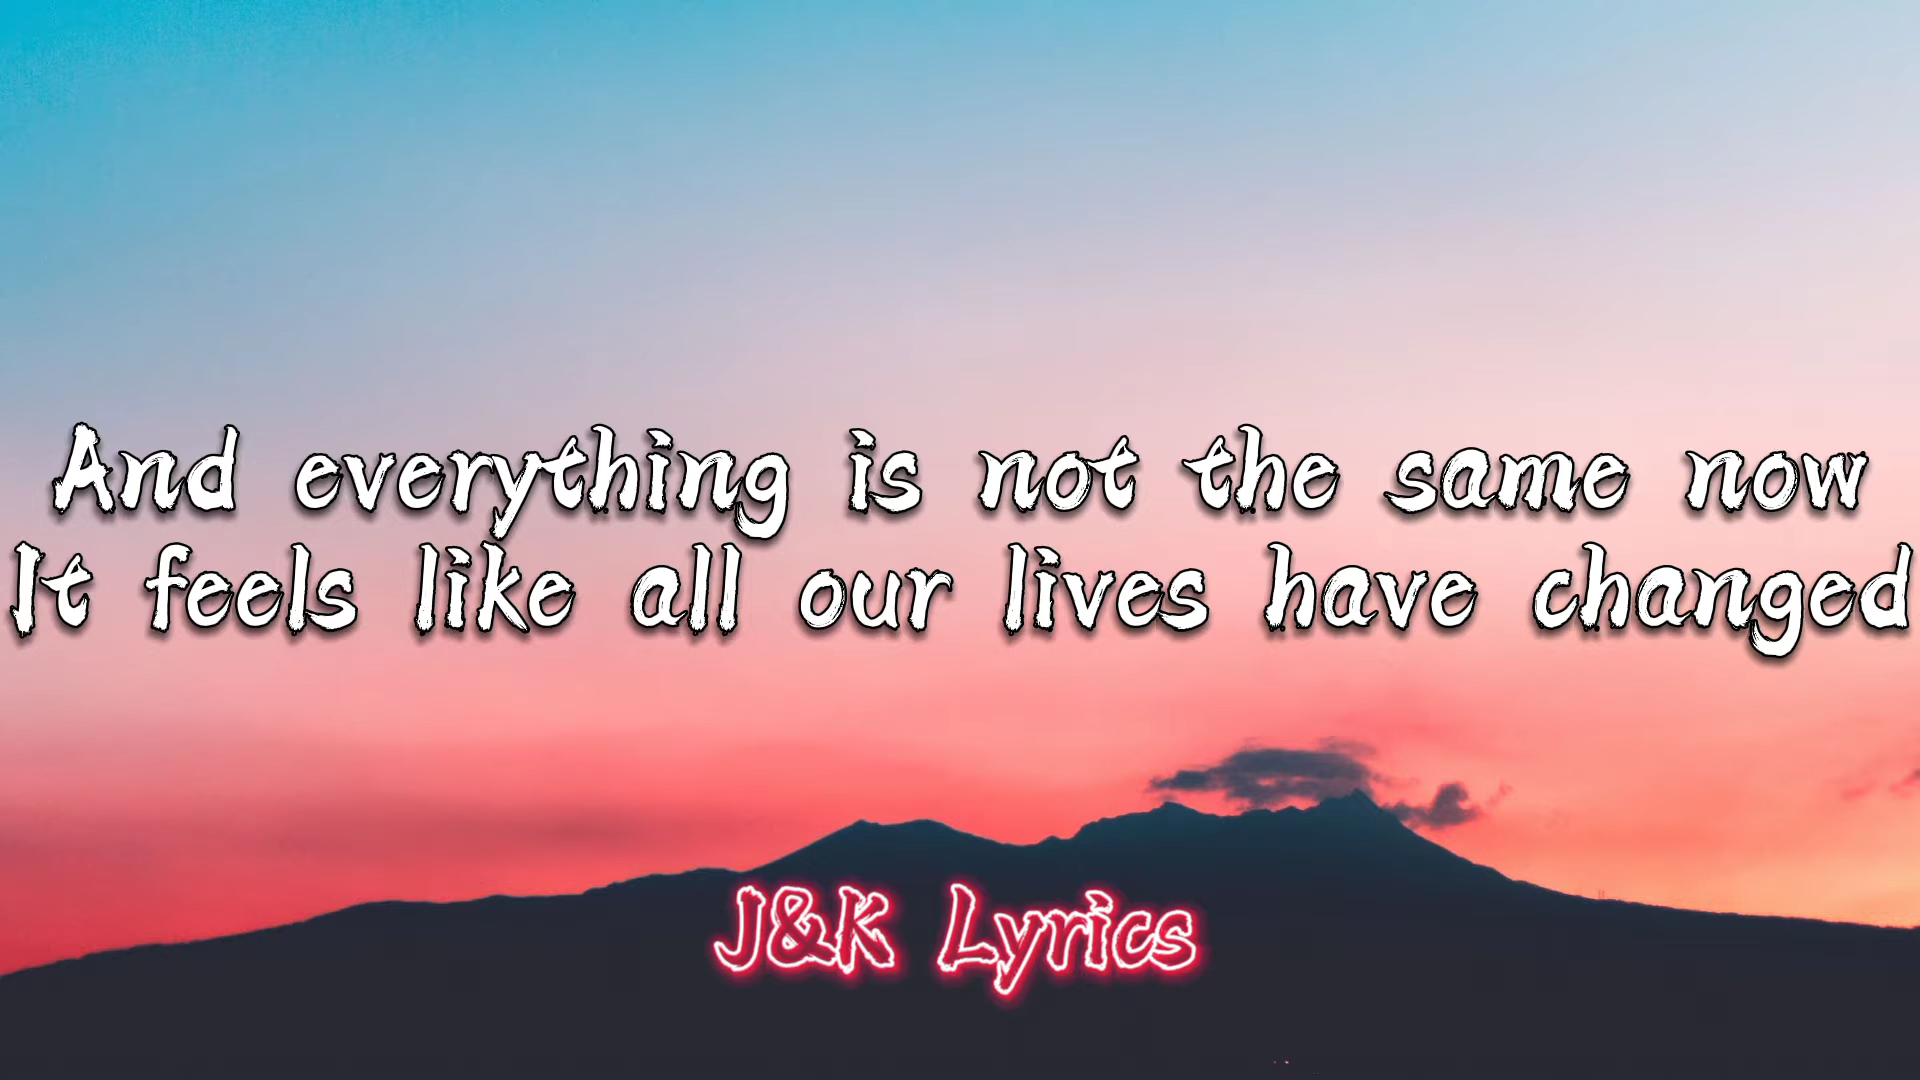 And everything is not the same now
It feels like all our lives have changed
J&K Lyrics